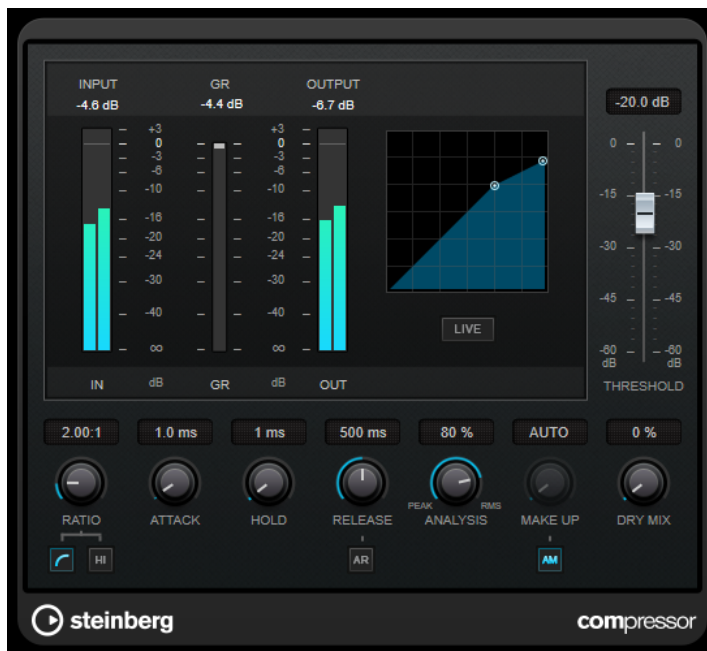 INPUT GR OUTPUT
-4.6 dB -4.4 dB -6.7 dB
-20.0 dB
+3 +3
0 0
-3 -3
-6 -6
-10 -10
-16 -16
-20 -20
-24 -24
-30 -30
-40 -40
∞ ∞
0 0
-15 -15
-30 -30
-45 -45
-60 -60
dB dB
LIVE
IN dB GR dB OUT
THRESHOLD
2.00:1 1.0 ms 1 ms 500 ms 80 % AUTO 0 %
PEAK RMS
RATIO ATTACK HOLD RELEASE ANALYSIS MAKE UP DRY MIX
HI AR AM
steinberg compressor